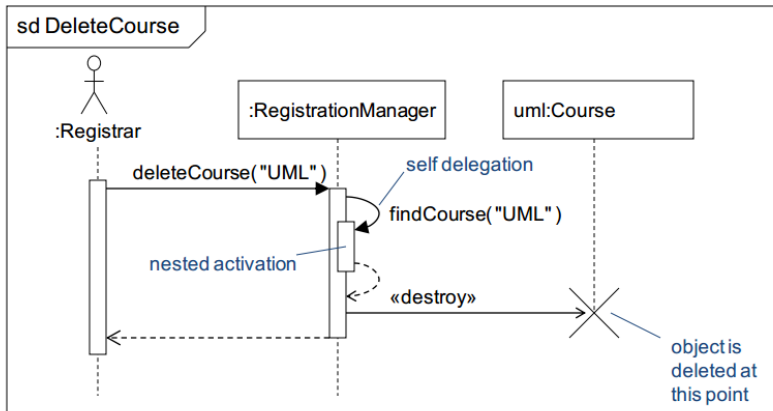 sd DeleteCourse
:Registrar
:RegistrationManager
uml:Course
deleteCourse("UML")
self delegation
findCourse("UML")
nested activation
«destroy»
object is
deleted at
this point